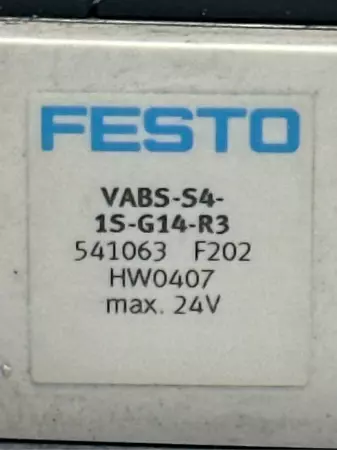 FESTO
VABS-S4-
1S-G14-R3
541063 F202
HW0407
max. 24V